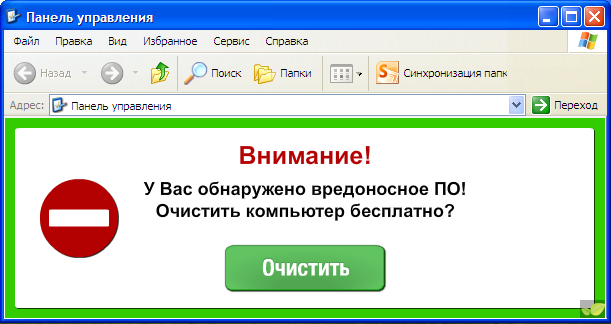 Панель управления
Файл Правка Вид Избранное Сервис Справка
Назад Поиск Папки Синхронизация папк
Адрес: Панель управления Переход
Внимание!
У Вас обнаружено вредоносное ПО!
Очистить компьютер бесплатно?
Очистить